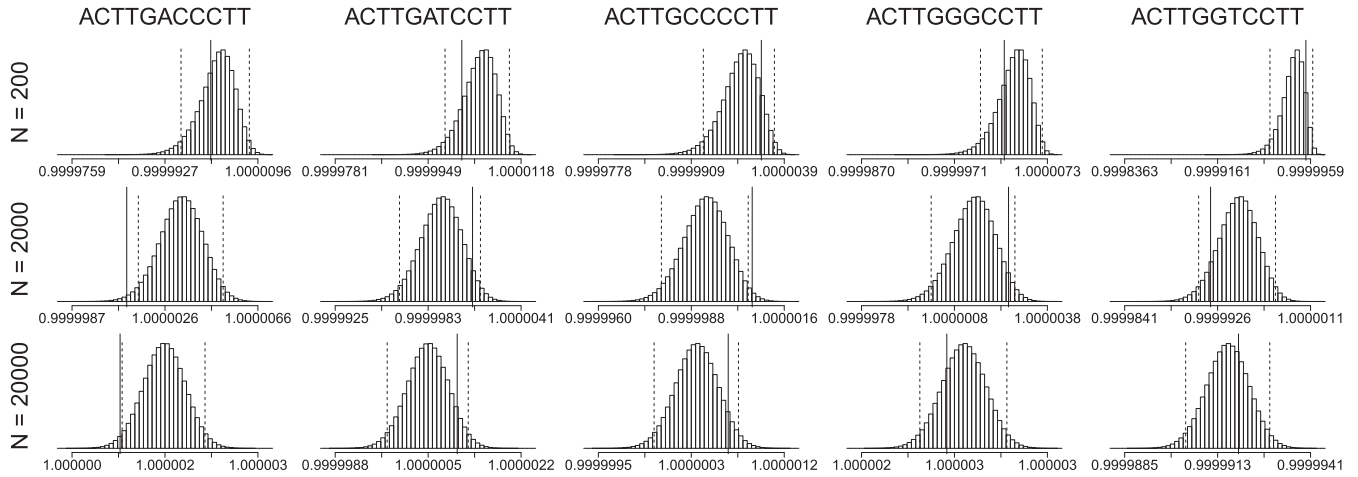 ACTTGACCCTT ACTTGATCCTT ACTTGCCCCTT ACTTGGGCCTT ACTTGGTCCTT
N = 200
0.9999759 0.9999927 1.0000096 0.9999781 0.9999949 1.0000118 0.9999778 0.9999909 1.0000039 0.9999870 0.9999971 1.0000073 0.9998363 0.9999161 0.9999959
N = 2000
0.9999987 1.0000026 1.0000066 0.9999925 0.9999983 1.0000041 0.9999960 0.9999988 1.0000016 0.9999978 1.0000008 1.0000038 0.9999841 0.9999926 1.0000011
N = 20000
1.000000 1.000002 1.000003 0.9999988 1.0000005 1.0000022 0.9999995 1.0000003 1.0000012 1.000002 1.000003 1.000003 0.9999885 0.9999913 0.9999941